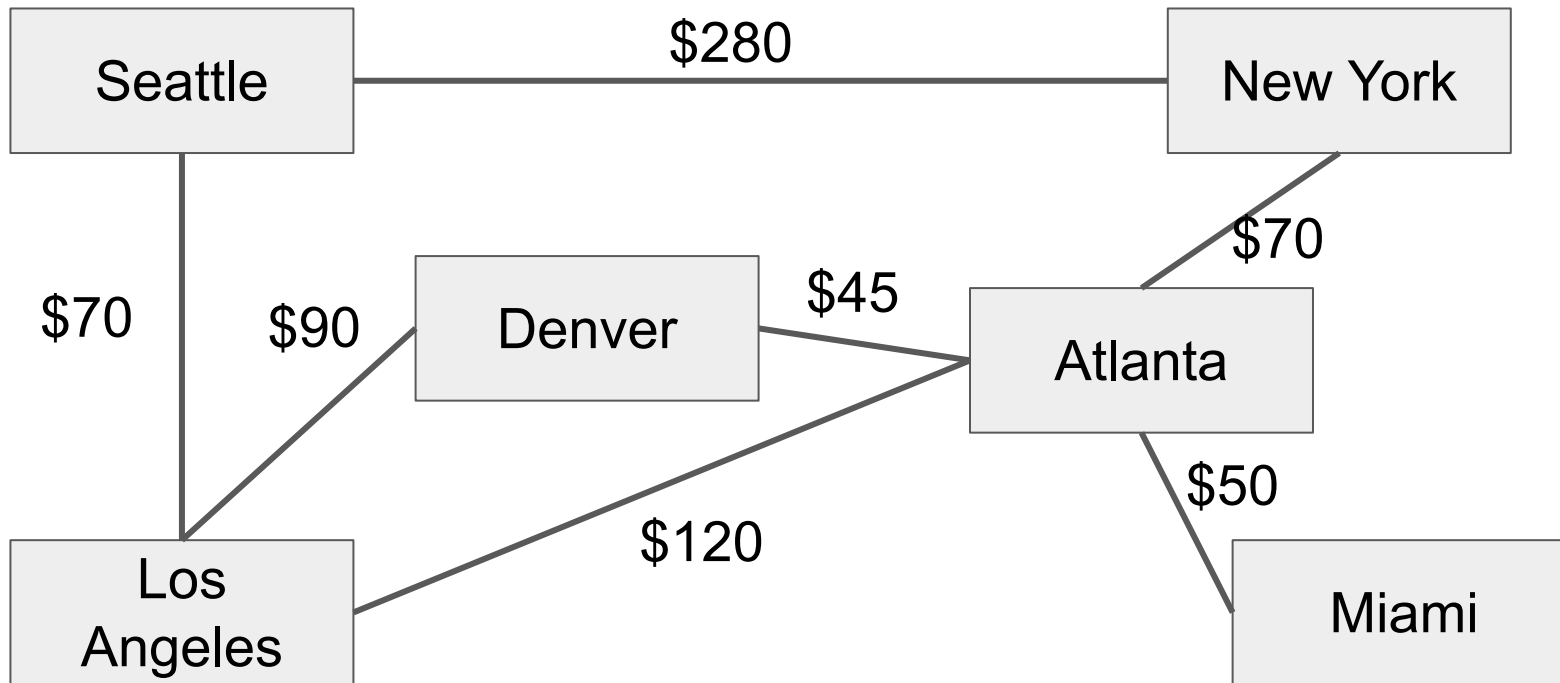 $280
Seattle
New York
$70
$45
$70
$90
Denver
Atlanta
$50
$120
Los
Angeles
Miami